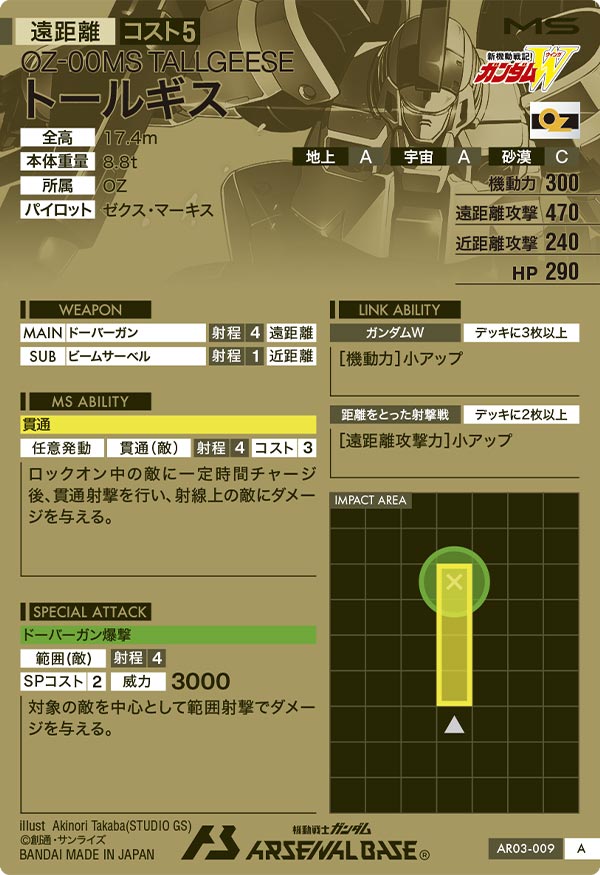 遠距離 コスト5
MS
OZ-00MS TALLGEESE
トールギス
新機動戦記
ガンダムW
ウイング
OZ
全高 17.4m
本体重量 8.8t
所属 OZ
パイロット ゼクス・マーキス
地上 A 宇宙 A 砂漠 C
機動力 300
遠距離攻撃 470
近距離攻撃 240
HP 290
WEAPON
MAIN ドーバーガン 射程 4 遠距離
SUB ビームサーベル 射程 1 近距離
MS ABILITY
貫通
任意発動 貫通(敵) 射程 4 コスト 3
ロックオン中の敵に一定時間チャージ
後、貫通射撃を行い、射線上の敵にダメー
ジを与える。
SPECIAL ATTACK
ドーバーガン爆撃
範囲(敵) 射程 4
SPコスト 2 威力 3000
対象の敵を中心として範囲射撃でダメー
ジを与える。
LINK ABILITY
ガンダムW デッキに3枚以上
[機動力]小アップ
距離をとった射撃戦 デッキに2枚以上
[遠距離攻撃力]小アップ
IMPACT AREA
illust Akinori Takaba(STUDIO GS)
©創通・サンライズ
BANDAI MADE IN JAPAN
機動戦士ガンダム
ARSENAL BASE®
AR03-009 A